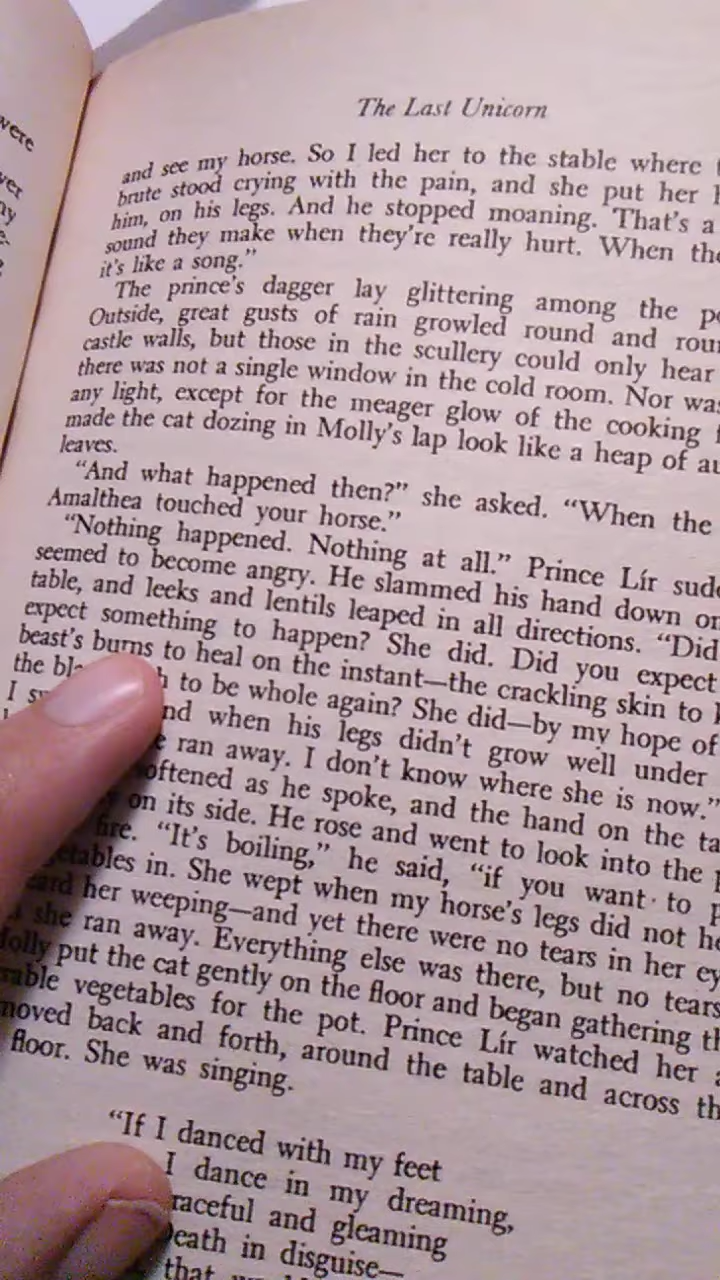 were
The Last Unicorn
and see my horse. So I led her to the stable where
brute stood crying with the pain, and she put her
him, on his legs. And he stopped moaning. That's a
sound they make when they're really hurt. When
it's like a song."
The prince's dagger lay glittering among the
Outside, great gusts of rain growled round and
castle walls, but those in the scullery could only hear
there was not a single window in the cold room. Nor
any light, except for the meager glow of the cooking
made the cat dozing in Molly's lap look like a heap of
leaves.
"And what happened then?" she asked. "When the
Amalthea touched your horse."
"Nothing happened. Nothing at all." Prince Lír
seemed to become angry. He slammed his hand down
table, and leeks and lentils leaped in all directions. "Did
expect something to happen? She did. Did you expect
beast's burns to heal on the instant—the crackling skin to
the to be whole again? She did—by my hope of
I when his legs didn't grow well under
ran away. I don't know where she is now."
as he spoke, and the hand on the
on its side. He rose and went to look into the
fire. "It's boiling," he said, "if you want to
in. She wept when my horse's legs did not
her weeping—and yet there were no tears in her
she ran away. Everything else was there, but no tears
Molly put the cat gently on the floor and began gathering
vegetables for the pot. Prince Lír watched her
moved back and forth, around the table and across
floor. She was singing.
"If I danced with my feet
I dance in my dreaming,
and gleaming
in disguise—
that